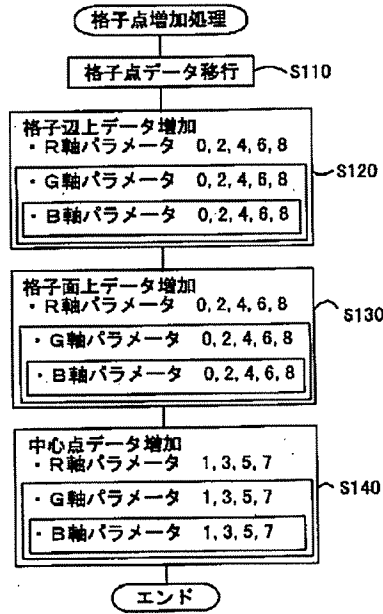 格子点増加処理
格子点データ移行
S110
格子辺上データ増加
・R軸パラメータ 0, 2, 4, 6, 8
・G軸パラメータ 0, 2, 4, 6, 8
・B軸パラメータ 0, 2, 4, 6, 8
S120
格子面上データ増加
・R軸パラメータ 0, 2, 4, 6, 8
・G軸パラメータ 0, 2, 4, 6, 8
・B軸パラメータ 0, 2, 4, 6, 8
S130
中心点データ増加
・R軸パラメータ 1, 3, 5, 7
・G軸パラメータ 1, 3, 5, 7
・B軸パラメータ 1, 3, 5, 7
S140
エンド